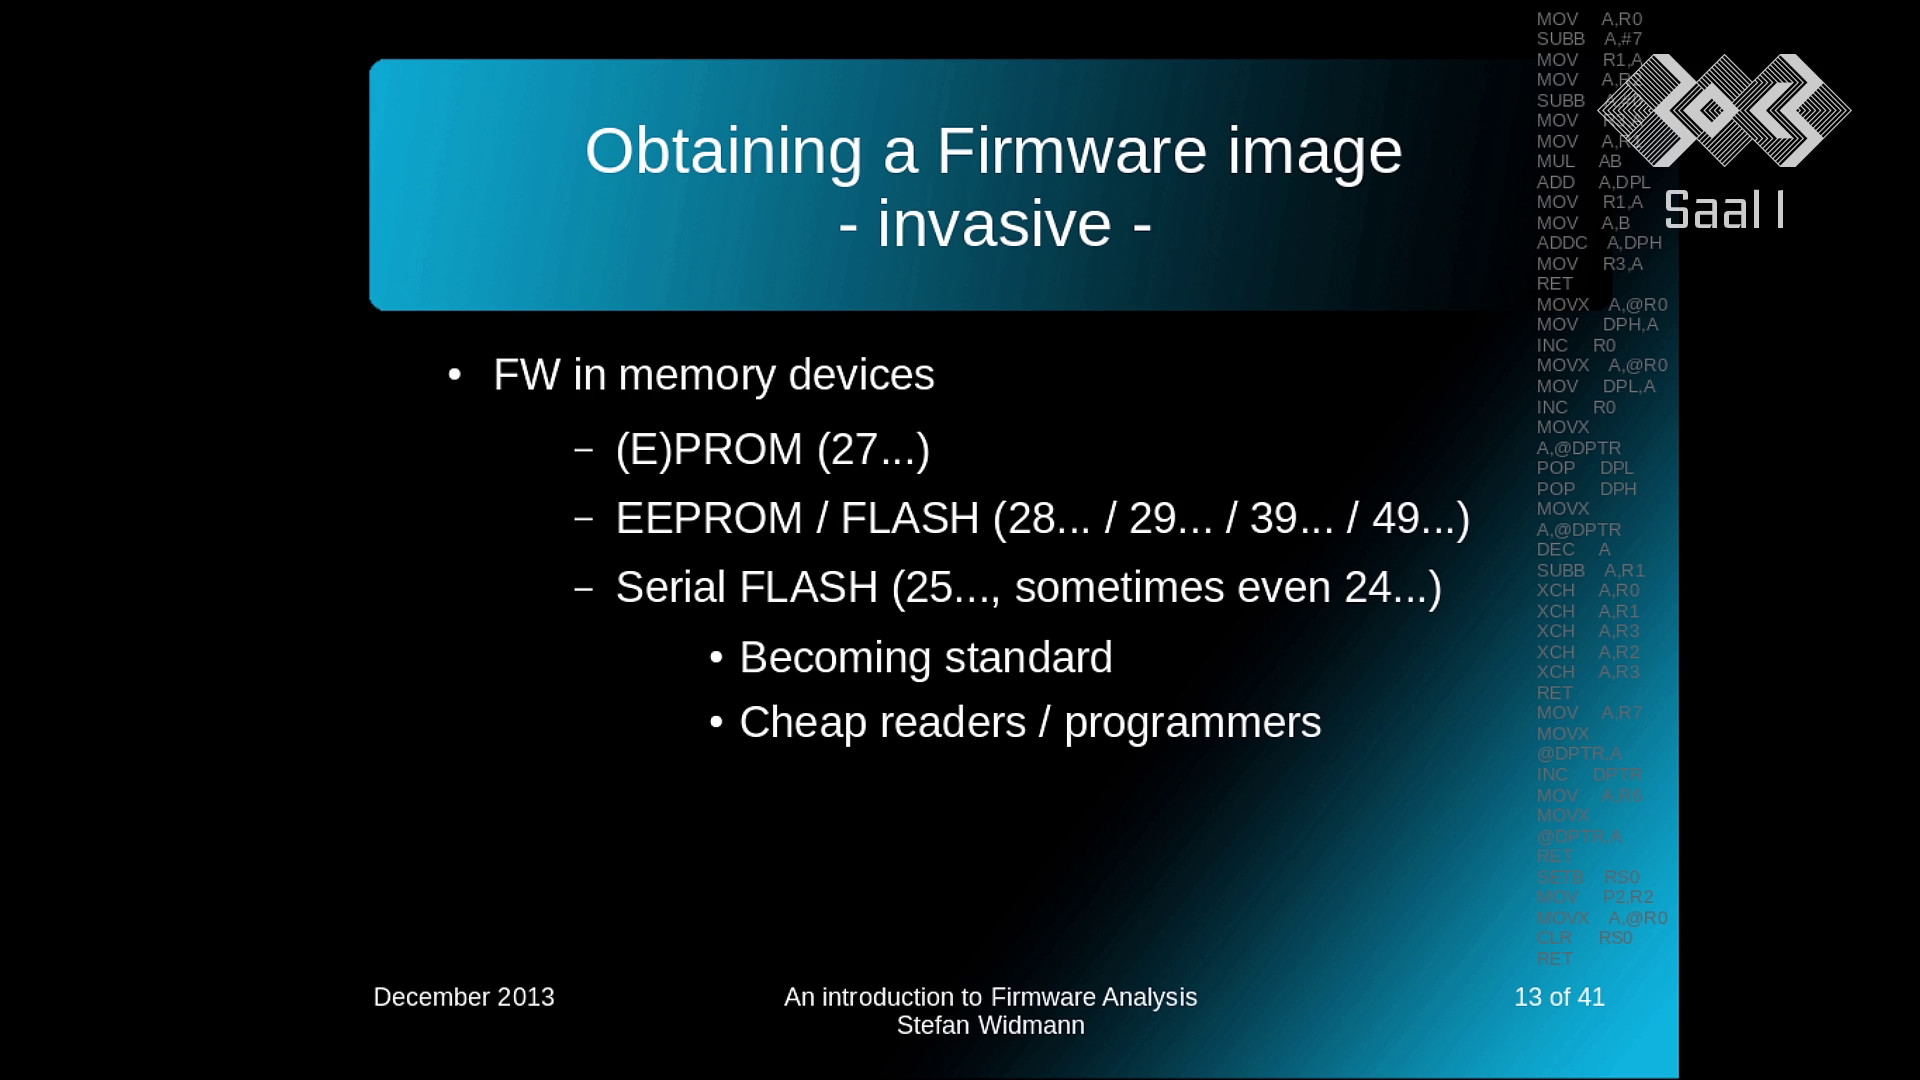 Obtaining a Firmware image
- invasive -
• FW in memory devices
– (E)PROM (27...)
– EEPROM / FLASH (28... / 29... / 39... / 49...)
– Serial FLASH (25..., sometimes even 24...)
• Becoming standard
• Cheap readers / programmers
December 2013
An introduction to Firmware Analysis
Stefan Widmann
13 of 41
MOV A,R0
SUBB A,#7
MOV R1,A
MOV
SUBB
MOV
MOV
MUL AB
ADD A,DPL
MOV R1,A
MOV A,B
ADDC A,DPH
MOV R3,A
RET
MOVX A,@R0
MOV DPH,A
INC R0
MOVX A,@R0
MOV DPL,A
INC R0
MOVX
A,@DPTR
POP DPL
POP DPH
MOVX
A,@DPTR
DEC A
SUBB A,R1
XCH A,R0
XCH A,R1
XCH A,R3
XCH A,R2
XCH A,R3
RET
MOV A,R7
MOVX
@DPTR,A
INC DPTR
MOV
MOVX
@DPTR,A
RET
SETB RS0
MOV P2,R2
MOVX A,@R0
CLR RS0
RET
Saal 1